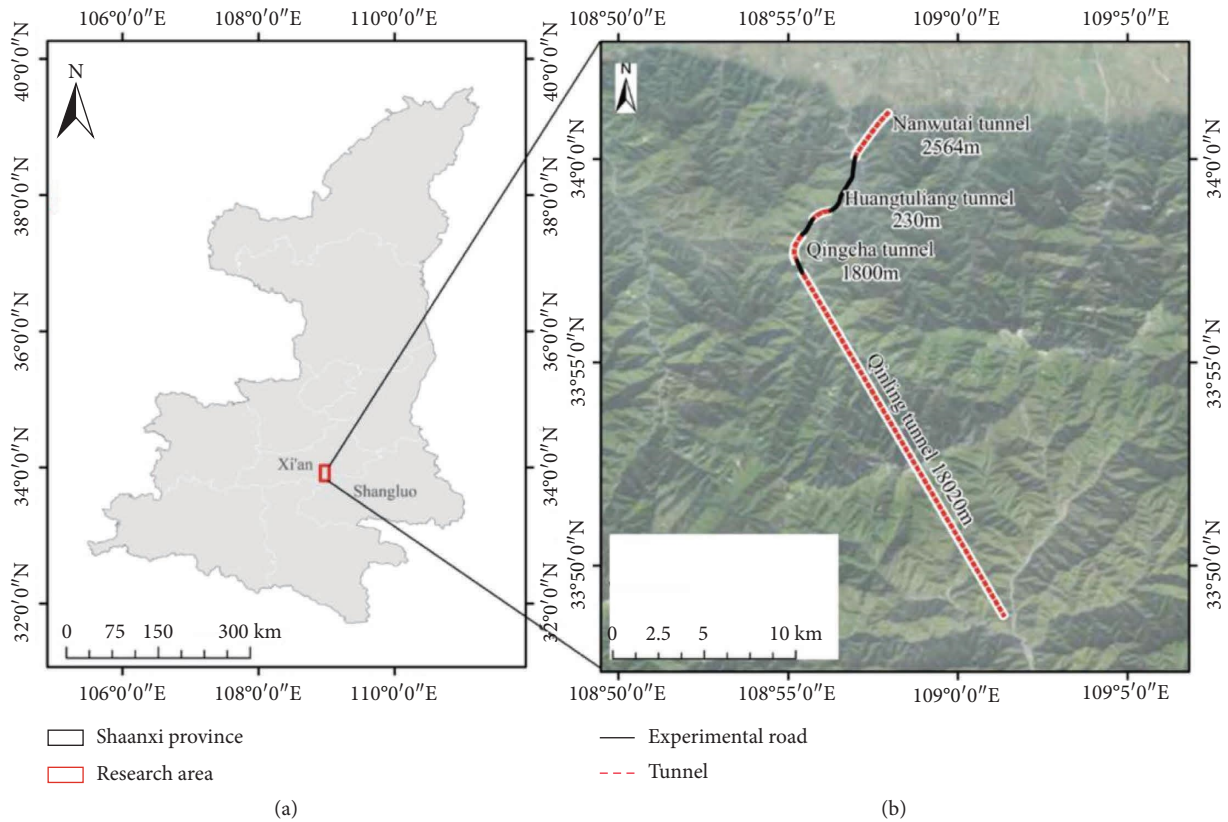 106°0′0″E 108°0′0″E 110°0′0″E
40°0′0″N
38°0′0″N
36°0′0″N
34°0′0″N
32°0′0″N
40°0′0″N
38°0′0″N
36°0′0″N
34°0′0″N
32°0′0″N
N
Xi'an
Shangluo
0 75 150 300 km
106°0′0″E 108°0′0″E 110°0′0″E
Shaanxi province
Research area
(a)
108°50′0″E 108°55′0″E 109°0′0″E 109°5′0″E
34°0′0″N
33°55′0″N
33°50′0″N
34°0′0″N
33°55′0″N
33°50′0″N
N
Nanwutai tunnel
2564m
Huangtuliang tunnel
230m
Qingcha tunnel
1800m
Qinling tunnel 18020m
0 2.5 5 10 km
108°50′0″E 108°55′0″E 109°0′0″E 109°5′0″E
Experimental road
Tunnel
(b)